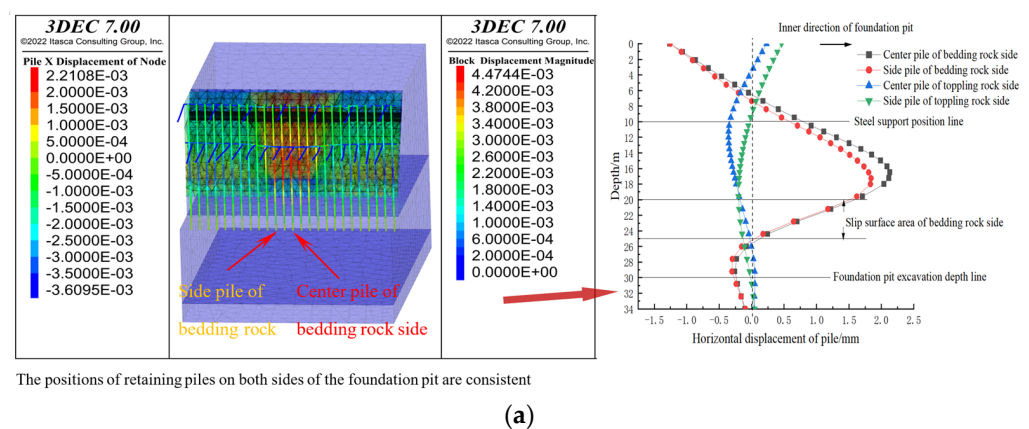 3DEC 7.00
©2022 Itasca Consulting Group, Inc.
Pile X Displacement of Node
2.2108E-03
2.0000E-03
1.5000E-03
1.0000E-03
5.0000E-04
0.0000E+00
-5.0000E-04
-1.0000E-03
-1.5000E-03
-2.0000E-03
-2.5000E-03
-3.0000E-03
-3.5000E-03
-3.6095E-03
Side pile of
bedding rock
Center pile of
bedding rock side
3DEC 7.00
©2022 Itasca Consulting Group, Inc.
Block Displacement Magnitude
4.4744E-03
4.2000E-03
3.8000E-03
3.4000E-03
3.0000E-03
2.6000E-03
2.2000E-03
1.8000E-03
1.4000E-03
1.0000E-03
6.0000E-04
2.0000E-04
0.0000E+00
Inner direction of foundation pit
Center pile of bedding rock side
Side pile of bedding rock side
Center pile of toppling rock side
Side pile of toppling rock side
Steel support position line
Slip surface area of bedding rock side
Foundation pit excavation depth line
Depth/m
0
2
4
6
8
10
12
14
16
18
20
22
24
26
28
30
32
34
-1.5 -1.0 -0.5 0.0 0.5 1.0 1.5 2.0 2.5
Horizontal displacement of pile/mm
The positions of retaining piles on both sides of the foundation pit are consistent
(a)